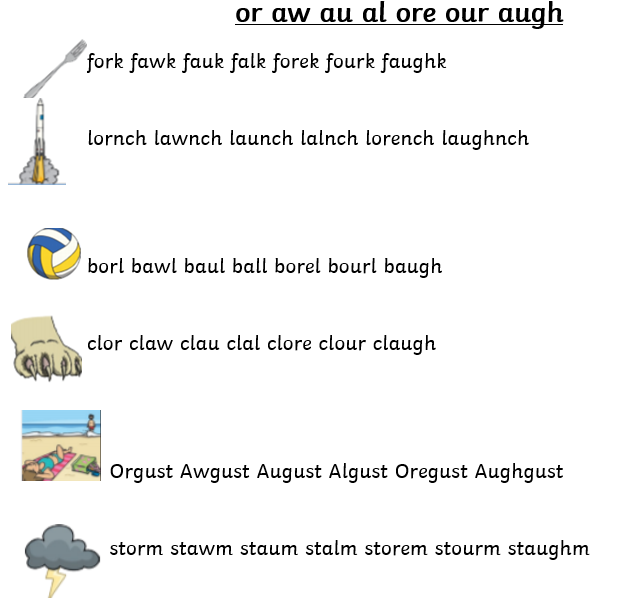 or aw au al ore our augh
fork fawk fauk falk forek fourk faughk
lornch lawnch launch lalnch lorench laughnch
borl bawl baul ball borel bourl baugh
clor claw clau clal clore clour claugh
Orgust Awgust August Algust Oregust Aughgust
storm stawm staum stalm storem stourm staughm